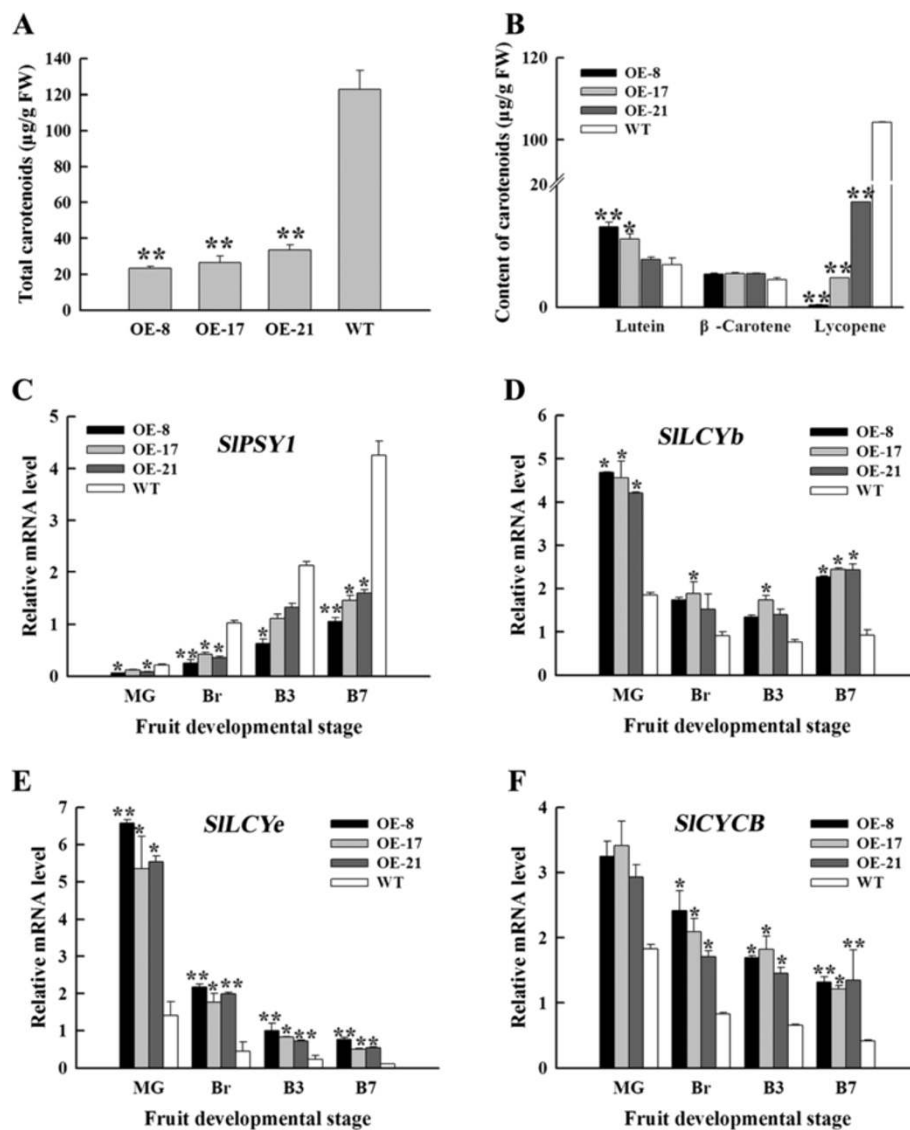 A
Total carotenoids (μg/g FW)
140
120
100
80
60
40
20
0
**
**
**
OE-8 OE-17 OE-21 WT
B
Content of carotenoids (μg/g FW)
120
100
20
0
OE-8
OE-17
OE-21
WT
** *
**
**
**
Lutein β -Carotene Lycopene
C
Relative mRNA level
5
4
3
2
1
0
OE-8
OE-17
OE-21
WT
SlPSY1
* *
** * *
*
** * *
MG Br B3 B7
Fruit developmental stage
D
Relative mRNA level
6
5
4
3
2
1
0
SlLCYb
OE-8
OE-17
OE-21
WT
* * *
*
*
* * *
MG Br B3 B7
Fruit developmental stage
E
Relative mRNA level
7
6
5
4
3
2
1
0
SlLCYe
OE-8
OE-17
OE-21
WT
** * *
** * **
** * **
** **
MG Br B3 B7
Fruit developmental stage
F
Relative mRNA level
4
3
2
1
0
SlCYCB
OE-8
OE-17
OE-21
WT
* * *
* * *
** * **
MG Br B3 B7
Fruit developmental stage